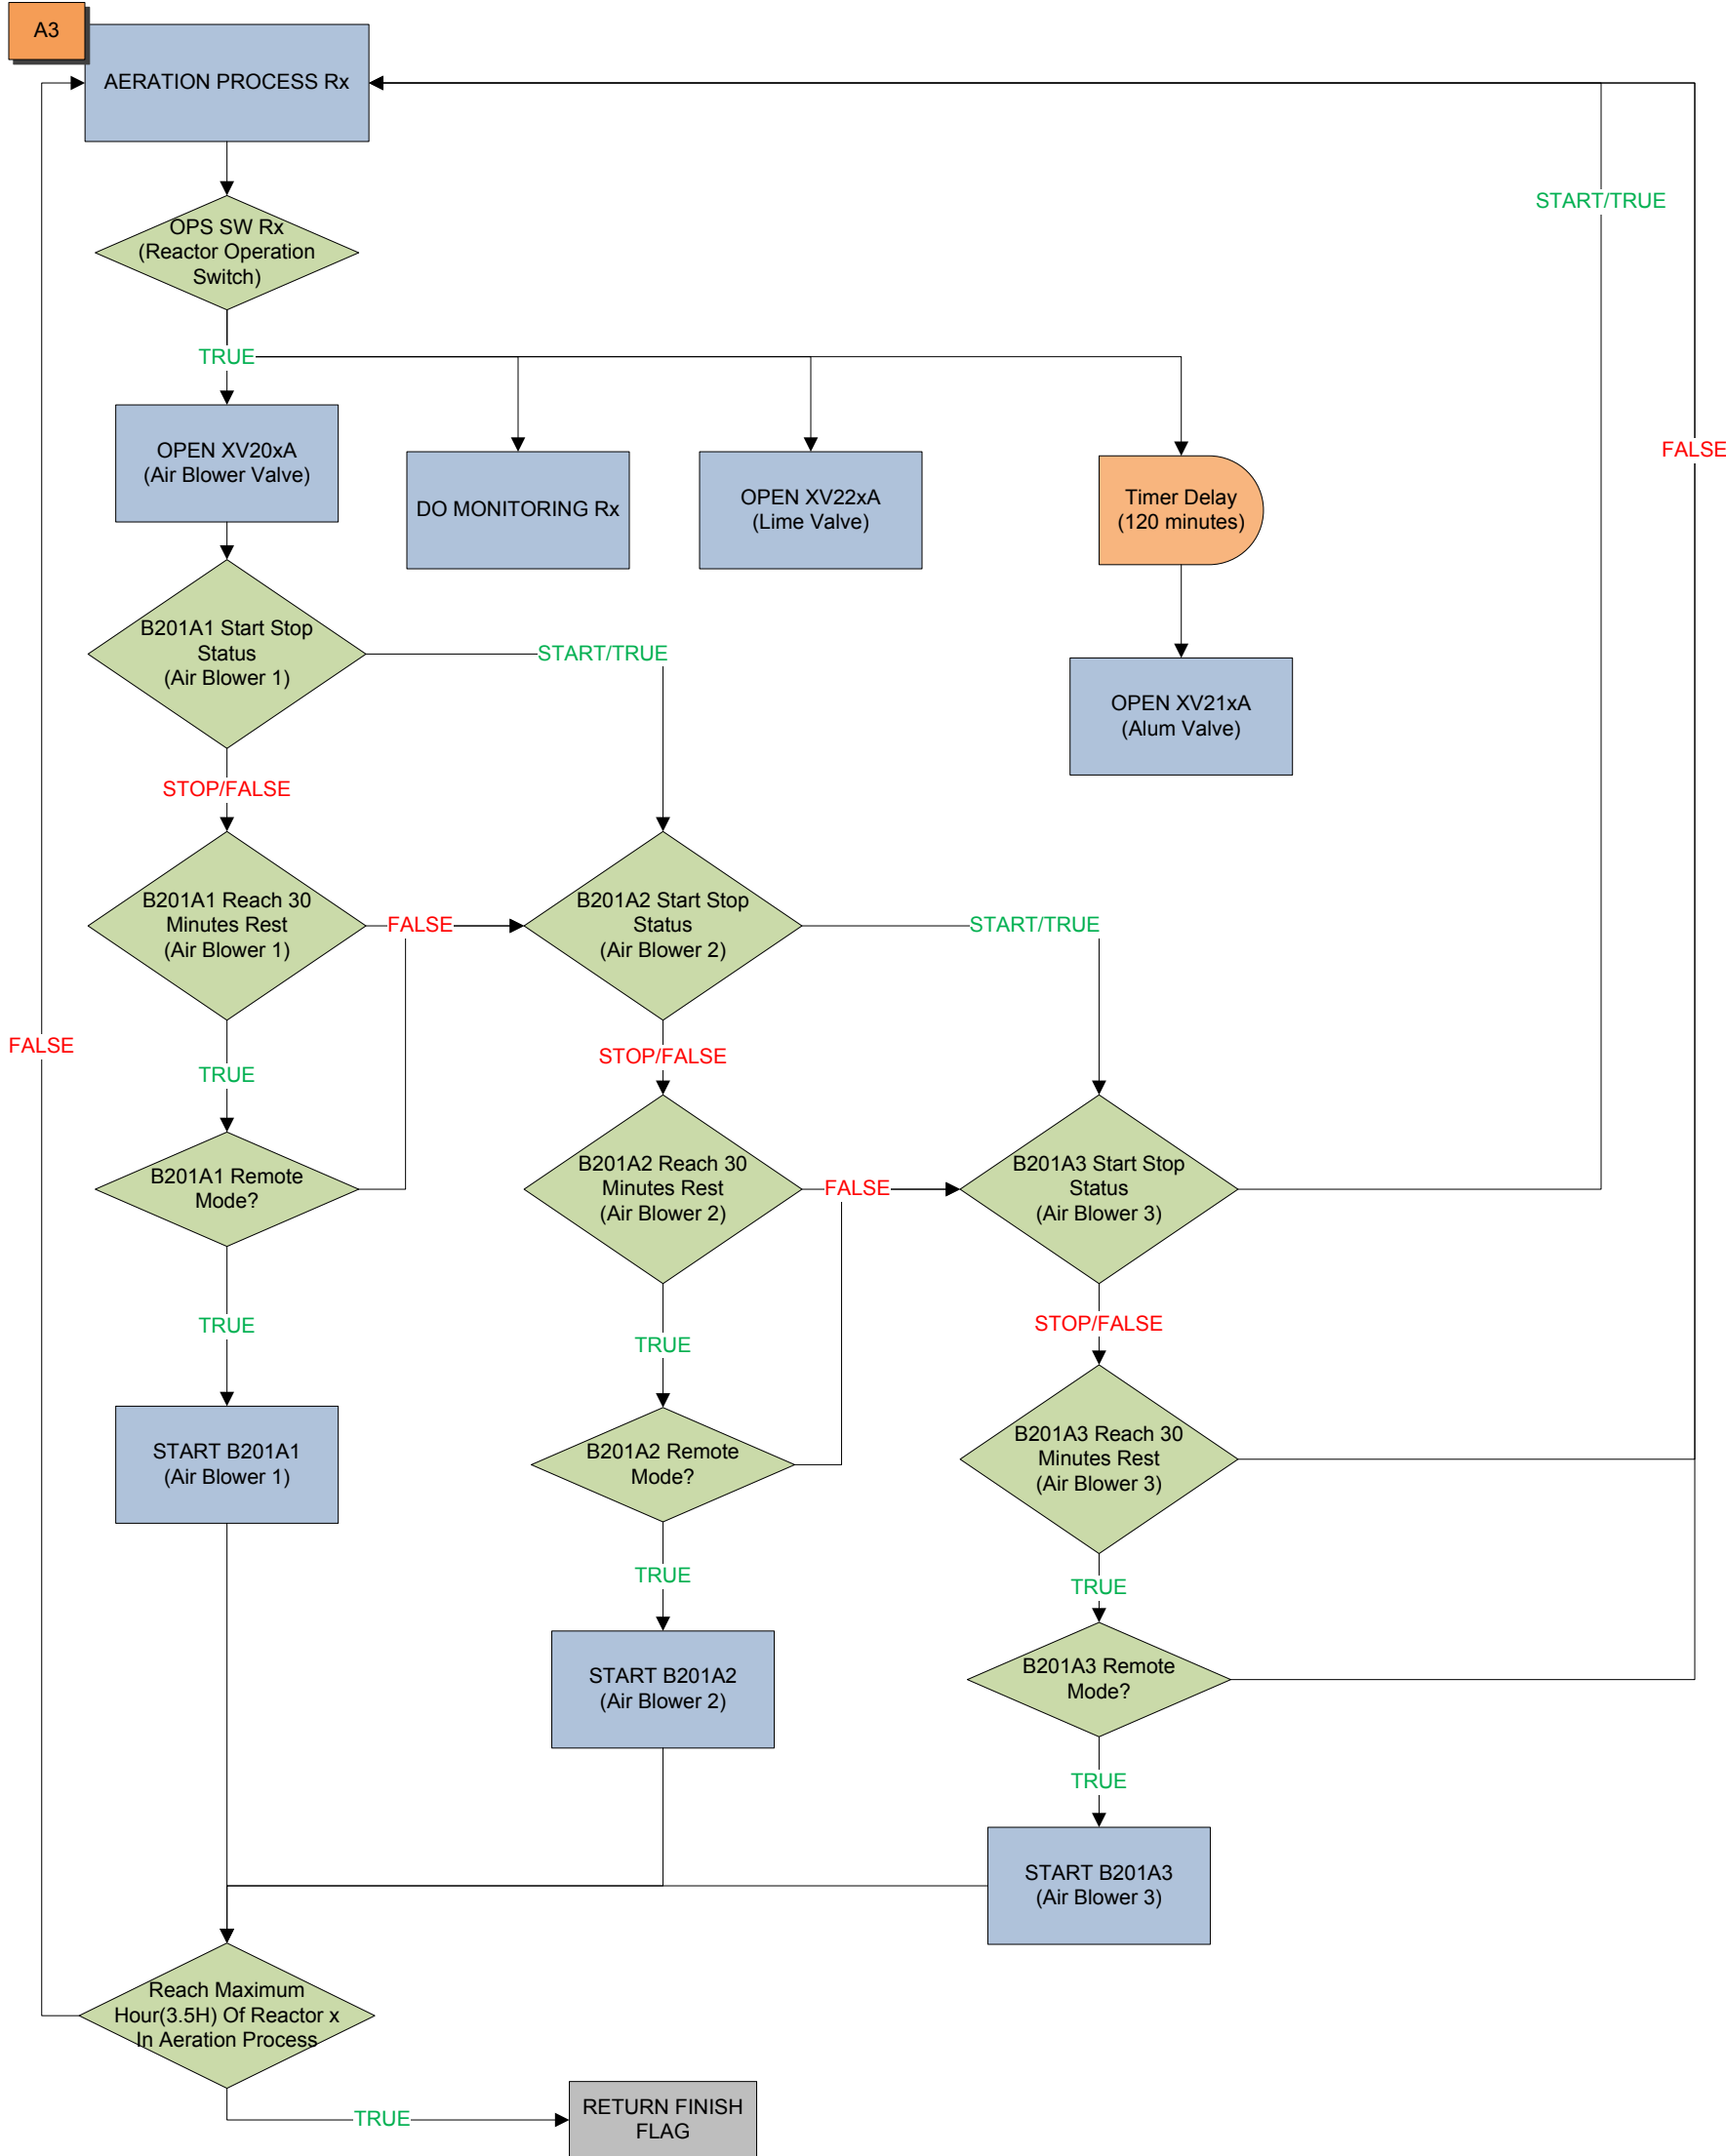 A3
AERATION PROCESS Rx
OPS SW Rx
(Reactor Operation
Switch)
START/TRUE
TRUE
FALSE
OPEN XV20xA
(Air Blower Valve)
DO MONITORING Rx
OPEN XV22xA
(Lime Valve)
Timer Delay
(120 minutes)
B201A1 Start Stop
Status
(Air Blower 1)
START/TRUE
OPEN XV21xA
(Alum Valve)
STOP/FALSE
B201A1 Reach 30
Minutes Rest
(Air Blower 1)
FALSE
B201A2 Start Stop
Status
(Air Blower 2)
START/TRUE
FALSE
TRUE
STOP/FALSE
B201A1 Remote
Mode?
B201A2 Reach 30
Minutes Rest
(Air Blower 2)
FALSE
B201A3 Start Stop
Status
(Air Blower 3)
TRUE
TRUE
STOP/FALSE
START B201A1
(Air Blower 1)
B201A2 Remote
Mode?
B201A3 Reach 30
Minutes Rest
(Air Blower 3)
TRUE
TRUE
START B201A2
(Air Blower 2)
B201A3 Remote
Mode?
TRUE
START B201A3
(Air Blower 3)
Reach Maximum
Hour(3.5H) Of Reactor x
In Aeration Process
TRUE
RETURN FINISH
FLAG